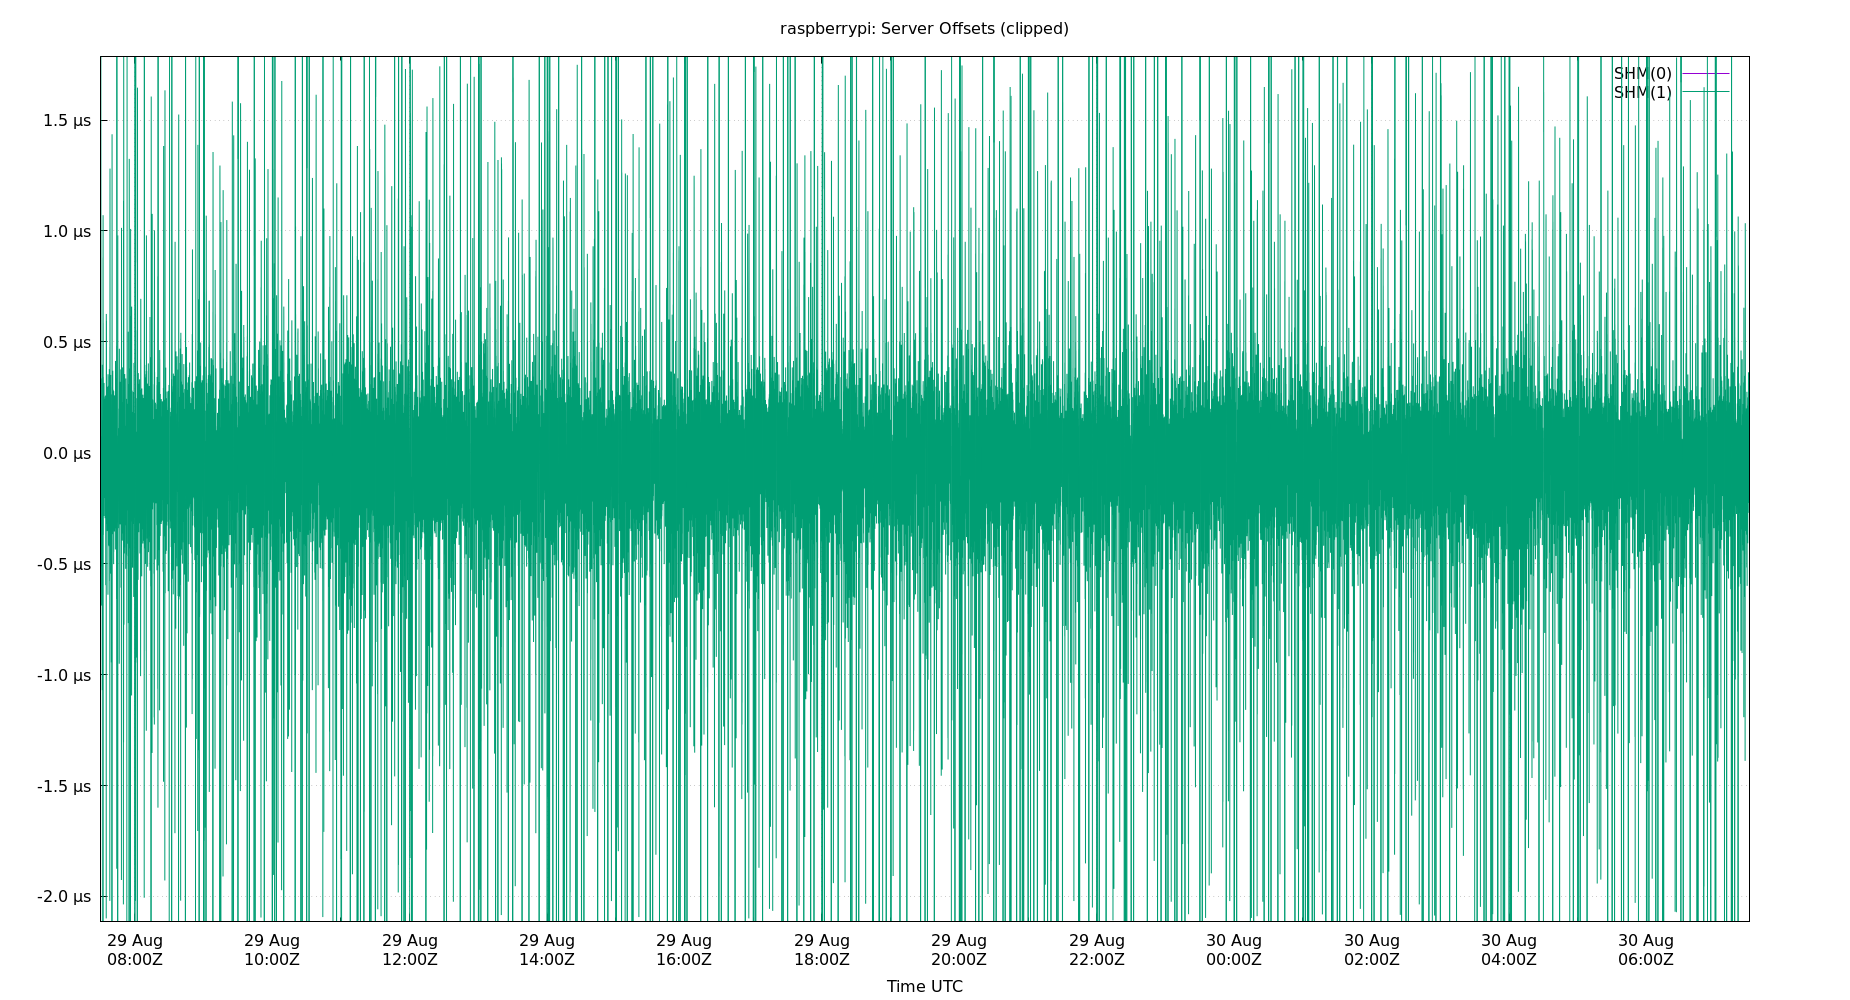 raspberrypi: Server Offsets (clipped)
SHM(0)
SHM(1)
1.5 µs
1.0 µs
0.5 µs
0.0 µs
-0.5 µs
-1.0 µs
-1.5 µs
-2.0 µs
29 Aug 29 Aug 29 Aug 29 Aug 29 Aug 29 Aug 29 Aug 29 Aug 30 Aug 30 Aug 30 Aug 30 Aug
08:00Z 10:00Z 12:00Z 14:00Z 16:00Z 18:00Z 20:00Z 22:00Z 00:00Z 02:00Z 04:00Z 06:00Z
Time UTC